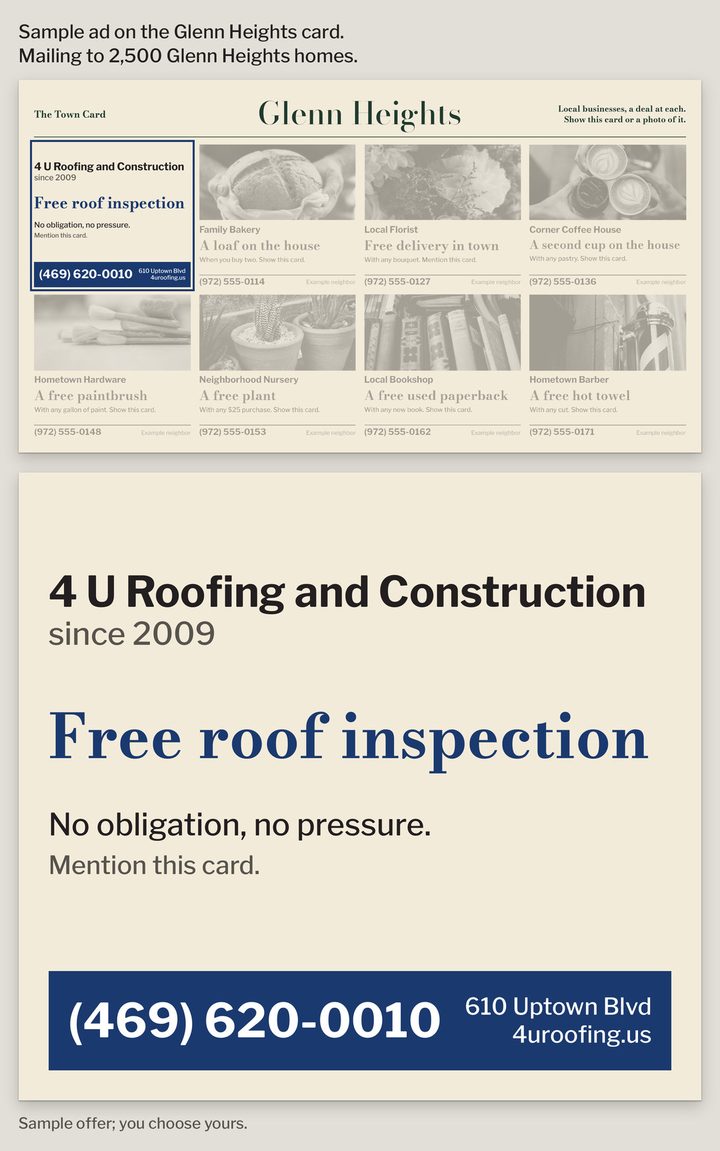 Sample ad on the Glenn Heights card.
Mailing to 2,500 Glenn Heights homes.
The Town Card
Glenn Heights
Local businesses, a deal at each.
Show this card or a photo of it.
4 U Roofing and Construction
since 2009
Free roof inspection
No obligation, no pressure.
Mention this card.
(469) 620-0010
610 Uptown Blvd
4uroofing.us
Family Bakery
A loaf on the house
When you buy two. Show this card.
(972) 555-0114
Example neighbor
Local Florist
Free delivery in town
With any bouquet. Mention this card.
(972) 555-0127
Example neighbor
Corner Coffee House
A second cup on the house
With any pastry. Show this card.
(972) 555-0136
Example neighbor
Hometown Hardware
A free paintbrush
With any gallon of paint. Show this card.
(972) 555-0148
Example neighbor
Neighborhood Nursery
A free plant
With any $25 purchase. Show this card.
(972) 555-0153
Example neighbor
Local Bookshop
A free used paperback
With any new book. Show this card.
(972) 555-0162
Example neighbor
Hometown Barber
A free hot towel
With any cut. Show this card.
(972) 555-0171
Example neighbor
4 U Roofing and Construction
since 2009
Free roof inspection
No obligation, no pressure.
Mention this card.
(469) 620-0010
610 Uptown Blvd
4uroofing.us
Sample offer; you choose yours.